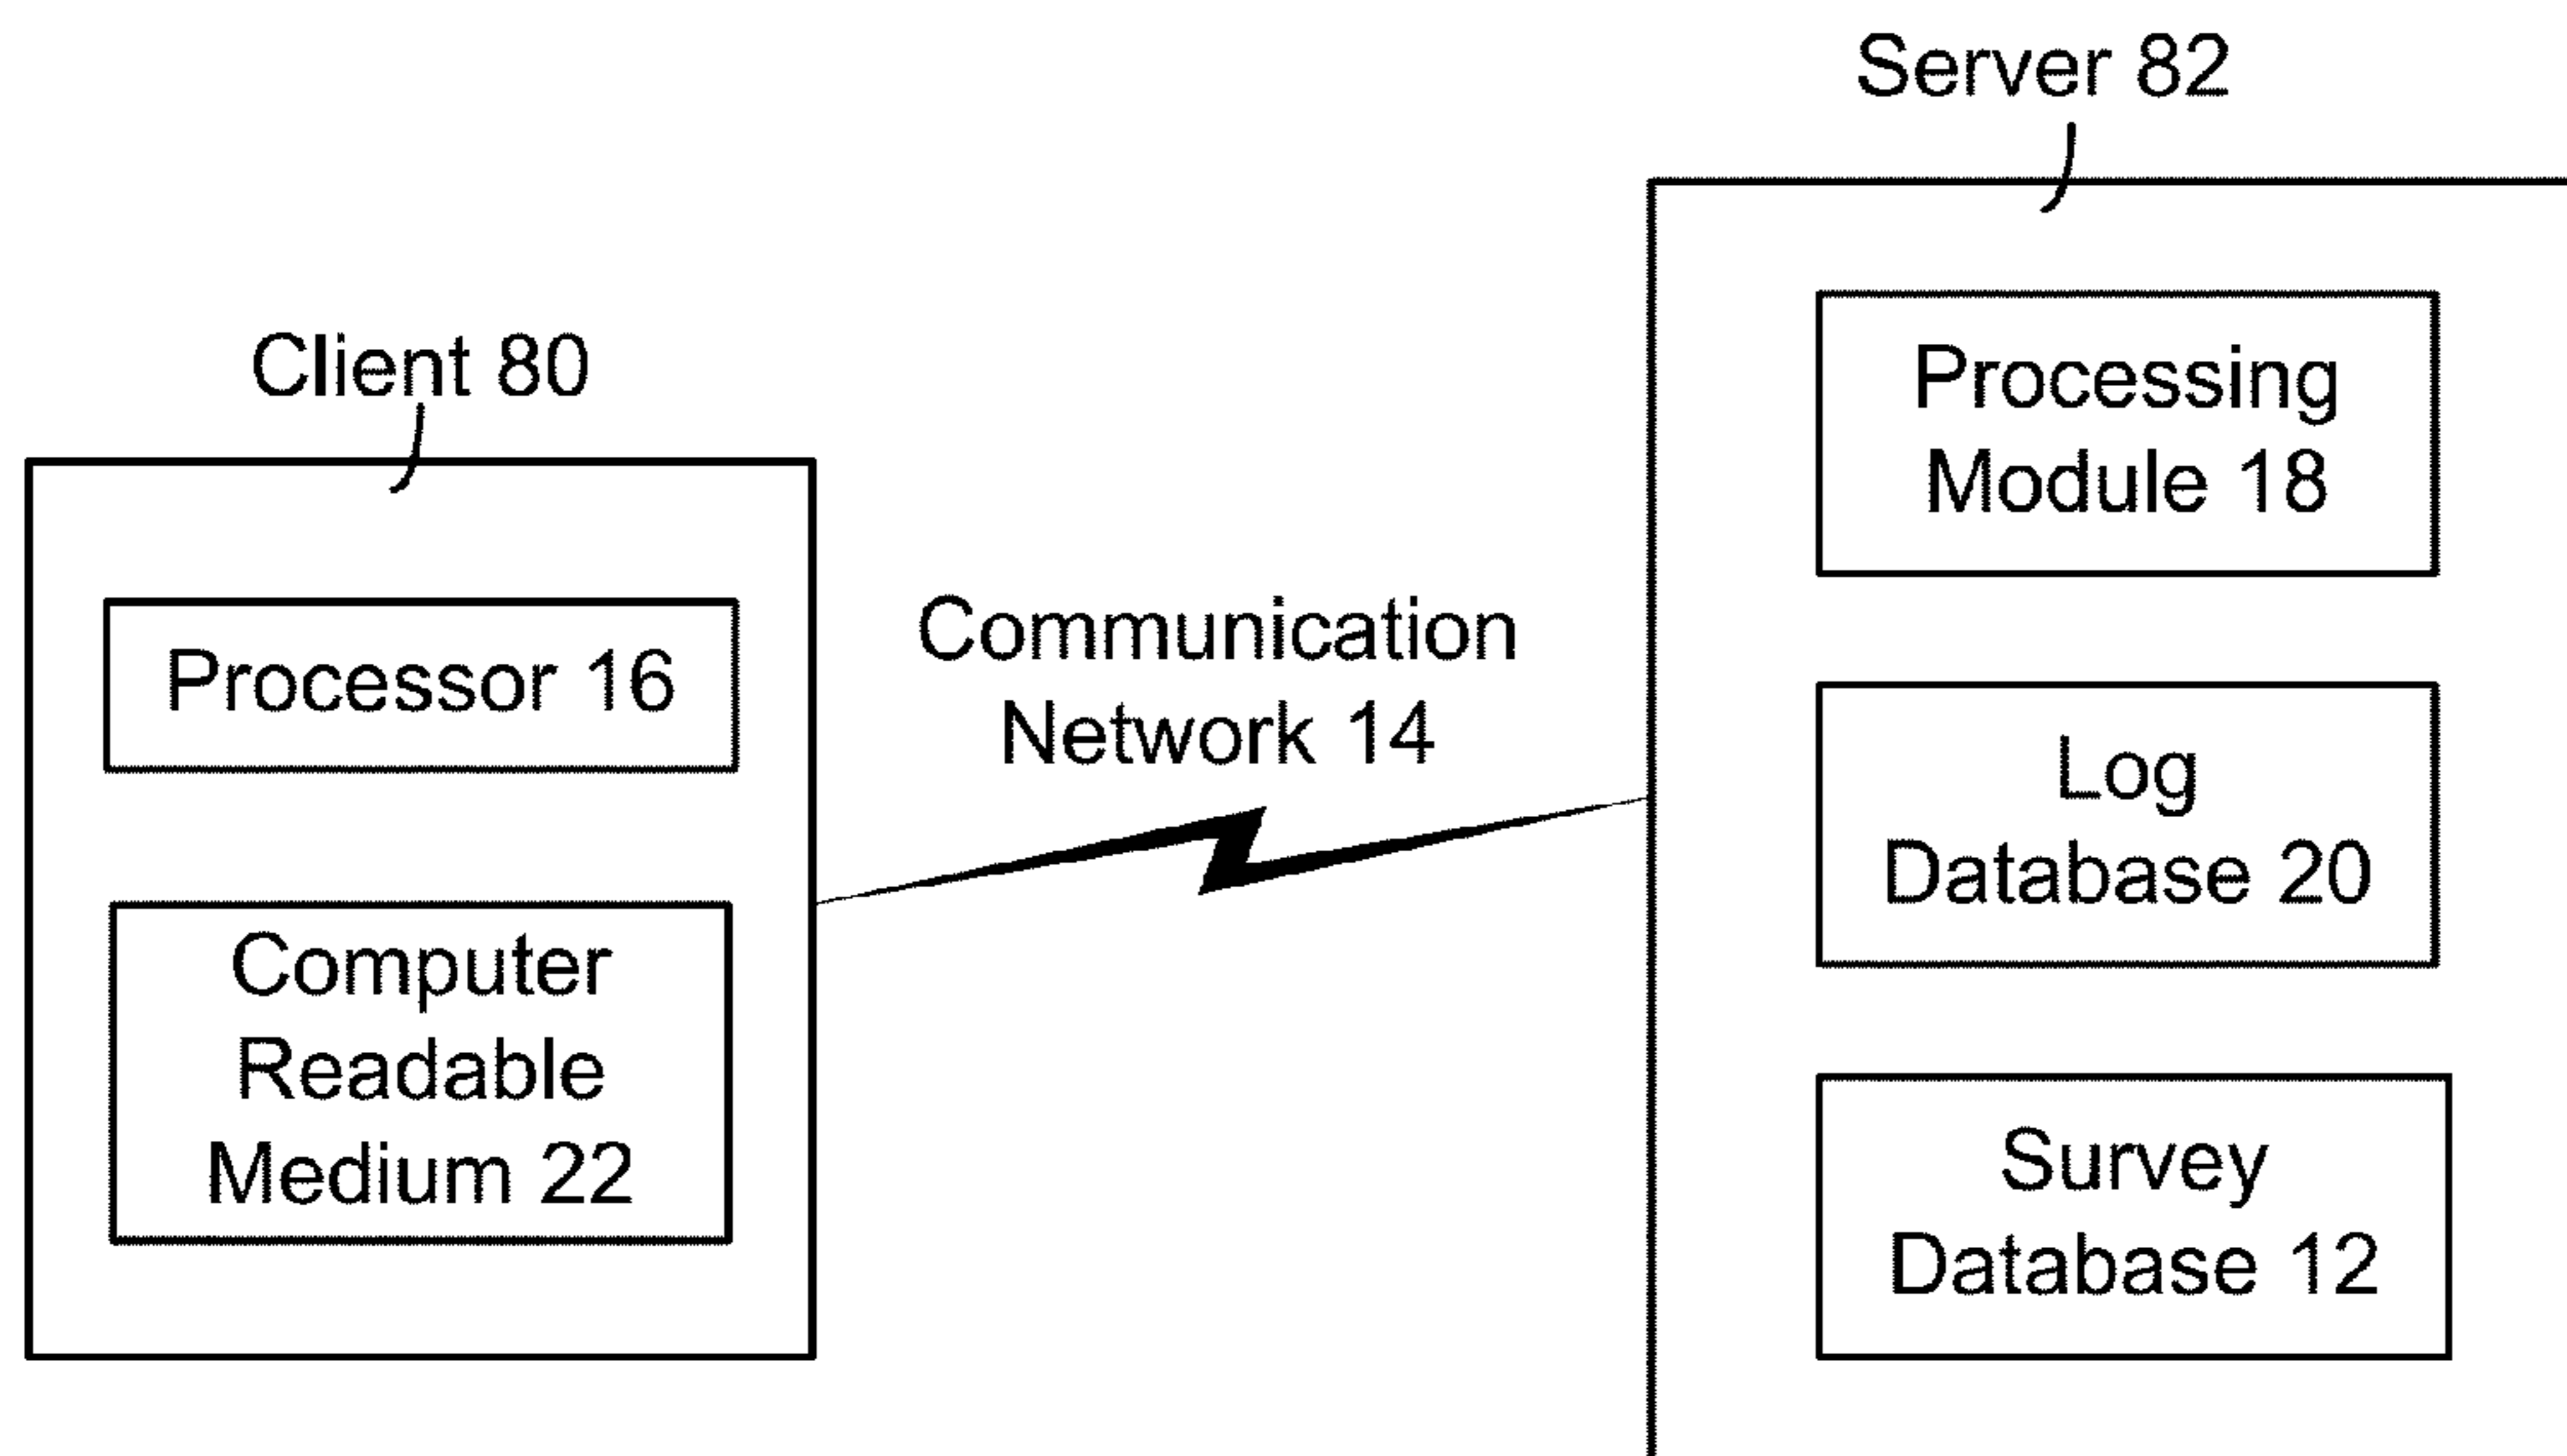 Server 82
Client 80
Processing
Module 18
Processor 16
Communication
Network 14
Log
Database 20
Computer
Readable
Medium 22
Survey
Database 12